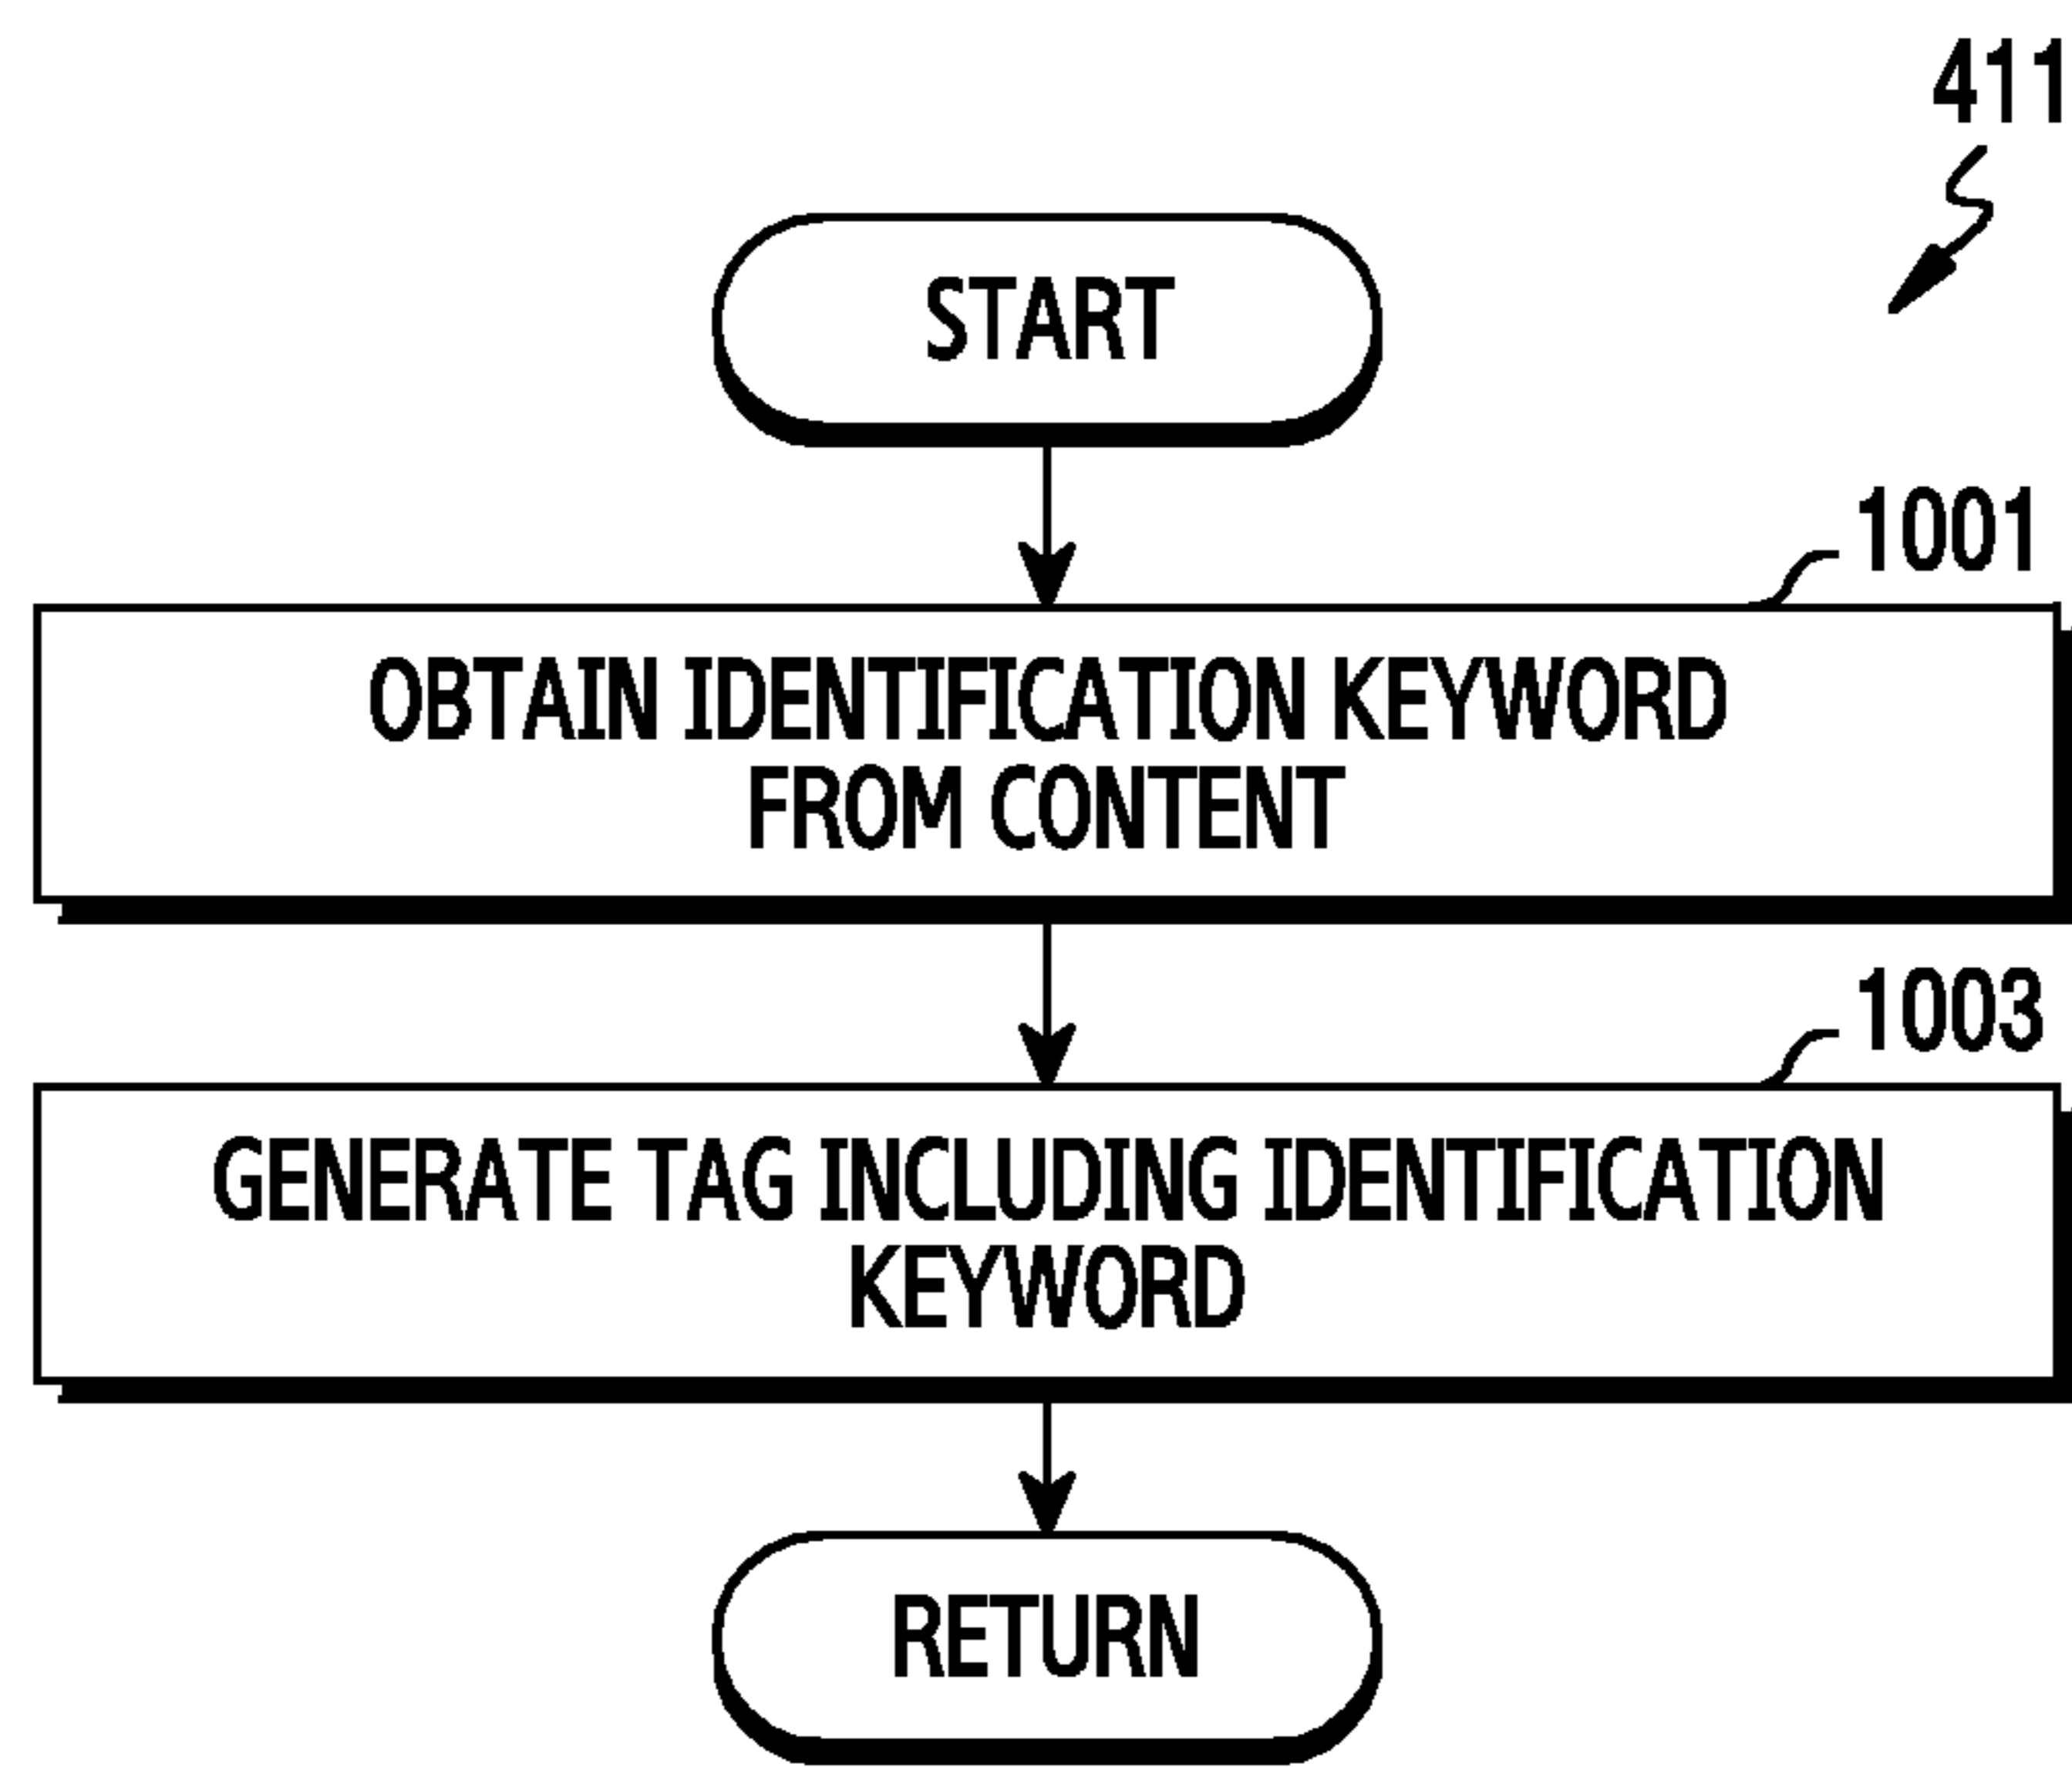 411
START
1001
OBTAIN IDENTIFICATION KEYWORD
FROM CONTENT
1003
GENERATE TAG INCLUDING IDENTIFICATION
KEYWORD
RETURN